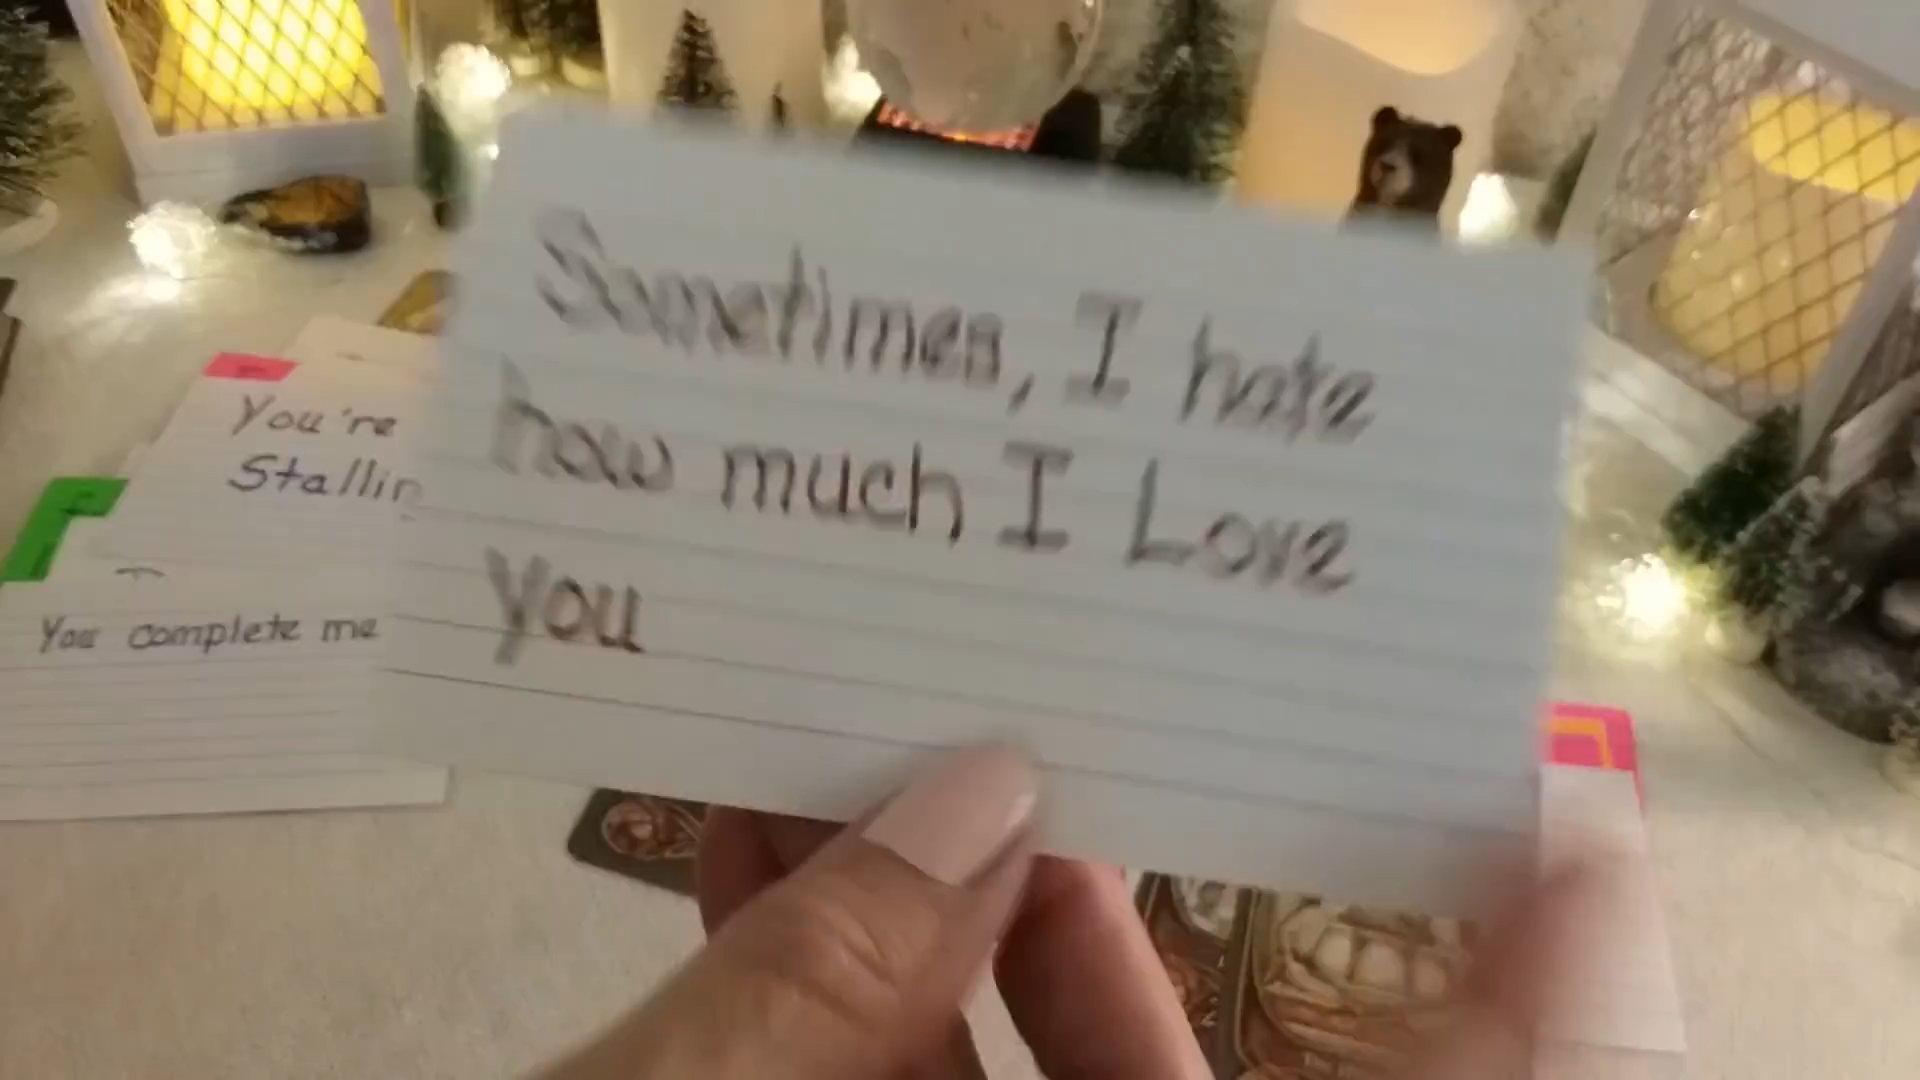 Sometimes, I hate
how much I Love
You
You're
Stallin
You complete me